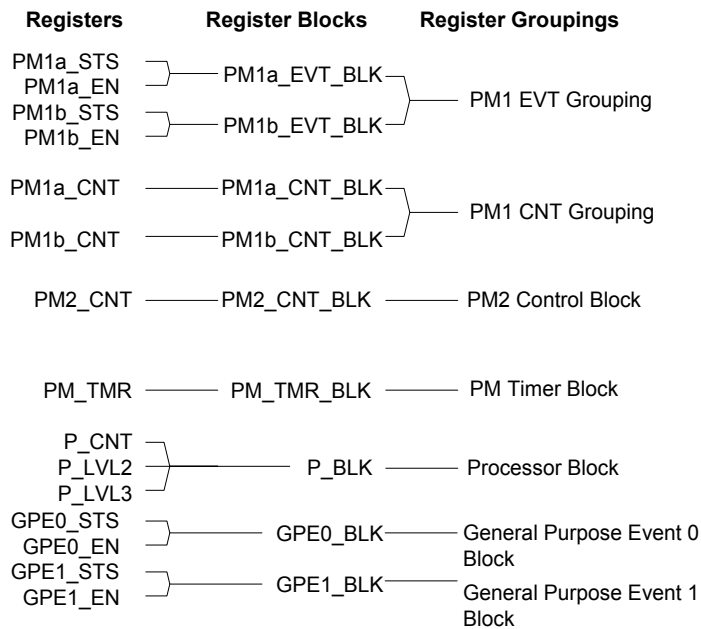 Registers Register Blocks Register Groupings
PM1a_STS
PM1a_EN
PM1a_EVT_BLK
PM1b_STS
PM1b_EN
PM1b_EVT_BLK
PM1 EVT Grouping
PM1a_CNT PM1a_CNT_BLK
PM1b_CNT PM1b_CNT_BLK
PM1 CNT Grouping
PM2_CNT PM2_CNT_BLK PM2 Control Block
PM_TMR PM_TMR_BLK PM Timer Block
P_CNT
P_LVL2
P_LVL3
P_BLK Processor Block
GPE0_STS
GPE0_EN
GPE0_BLK General Purpose Event 0
Block
GPE1_STS
GPE1_EN
GPE1_BLK General Purpose Event 1
Block